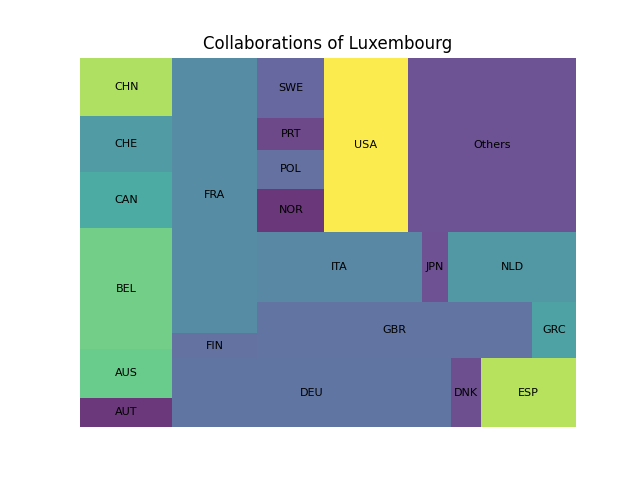 Collaborations of Luxembourg
CHN
CHE
CAN
BEL
AUS
AUT
FRA
FIN
SWE
PRT
POL
NOR
USA
Others
ITA
JPN
NLD
GBR
GRC
DEU
DNK
ESP